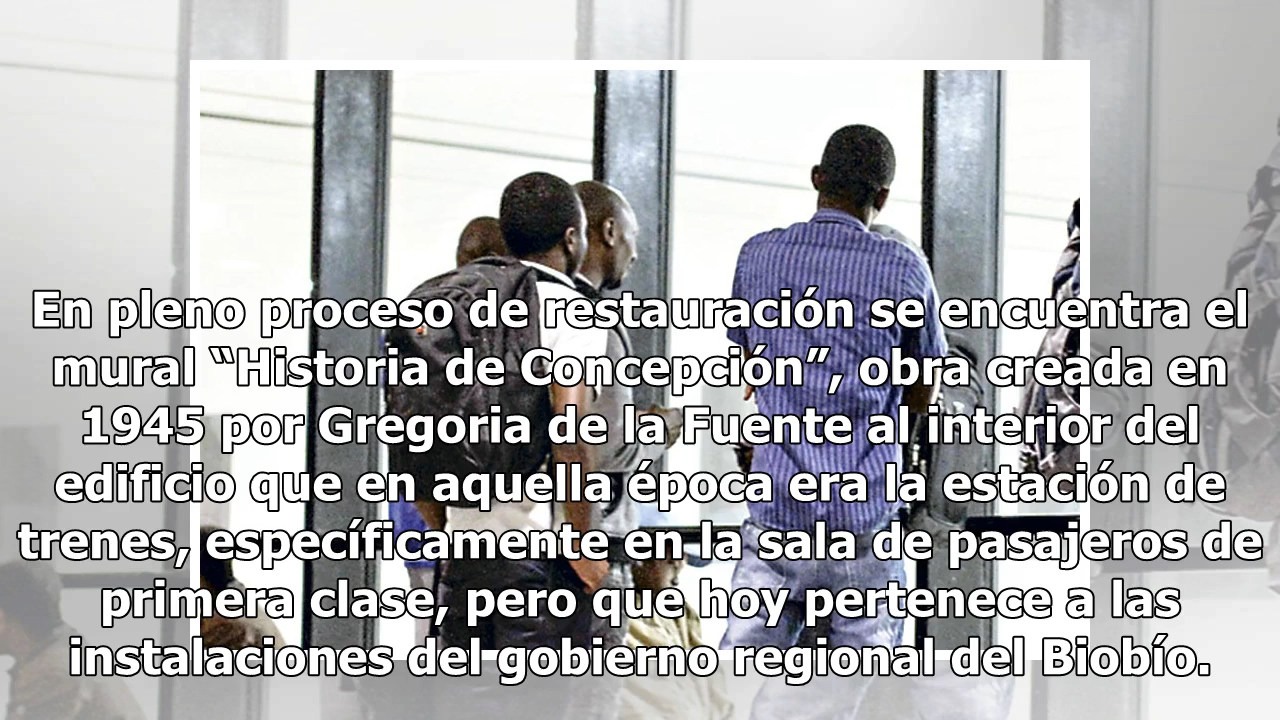 En pleno proceso de restauración se encuentra el
mural “Historia de Concepción”, obra creada en
1945 por Gregoria de la Fuente al interior del
edificio que en aquella época era la estación de
trenes, específicamente en la sala de pasajeros de
primera clase, pero que hoy pertenece a las
instalaciones del gobierno regional del Biobío.